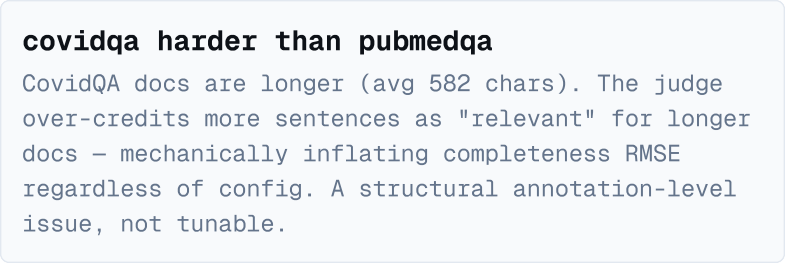 covidqa harder than pubmedqa
CovidQA docs are longer (avg 582 chars). The judge
over-credits more sentences as "relevant" for longer
docs — mechanically inflating completeness RMSE
regardless of config. A structural annotation-level
issue, not tunable.